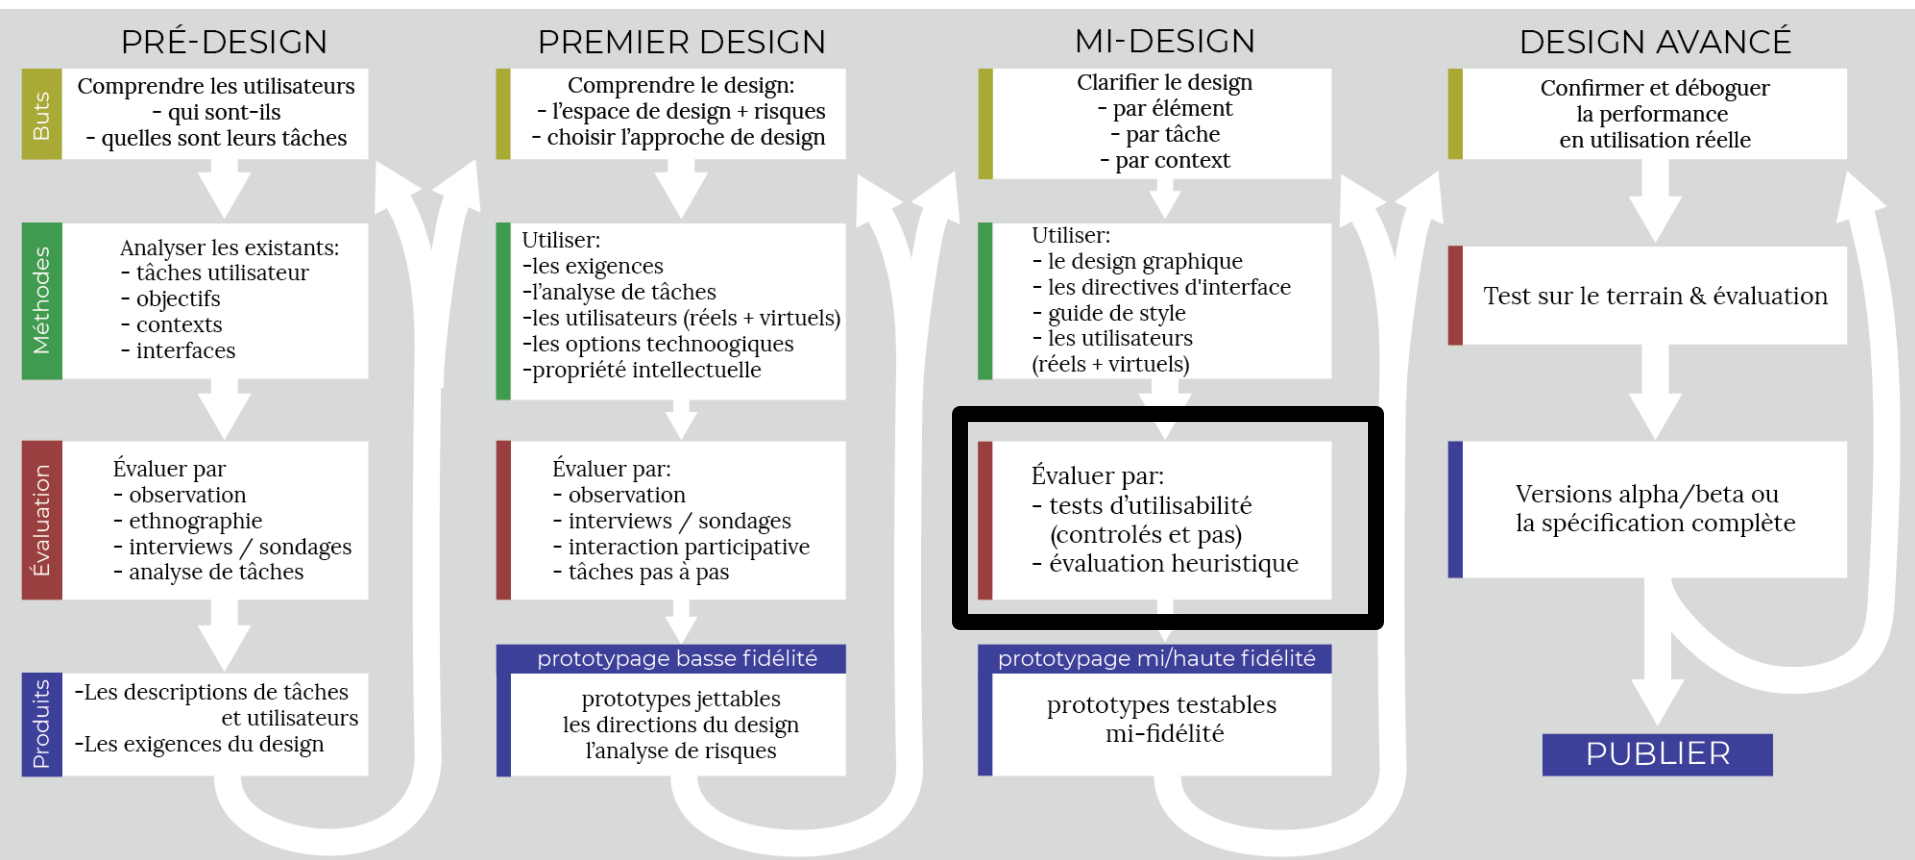 PRÉ-DESIGN
Buts
Comprendre les utilisateurs
- qui sont-ils
- quelles sont leurs tâches
Méthodes
Analyser les existants:
- tâches utilisateur
- objectifs
- contexts
- interfaces
Évaluation
Évaluer par
- observation
- ethnographie
- interviews / sondages
- analyse de tâches
Produits
-Les descriptions de tâches
et utilisateurs
-Les exigences du design
PREMIER DESIGN
Comprendre le design:
- l'espace de design + risques
- choisir l'approche de design
Utiliser:
-les exigences
-l'analyse de tâches
-les utilisateurs (réels + virtuels)
-les options technoogiques
-propriété intellectuelle
Évaluer par:
- observation
- interviews / sondages
- interaction participative
- tâches pas à pas
prototypage basse fidélité
prototypes jettables
les directions du design
l'analyse de risques
MI-DESIGN
Clarifier le design
- par élément
- par tâche
- par context
Utiliser:
- le design graphique
- les directives d'interface
- guide de style
- les utilisateurs
(réels + virtuels)
Évaluer par:
- tests d'utilisabilité
(controlés et pas)
- évaluation heuristique
prototypage mi/haute fidélité
prototypes testables
mi-fidélité
DESIGN AVANCÉ
Confirmer et déboguer
la performance
en utilisation réelle
Test sur le terrain & évaluation
Versions alpha/beta ou
la spécification complète
PUBLIER